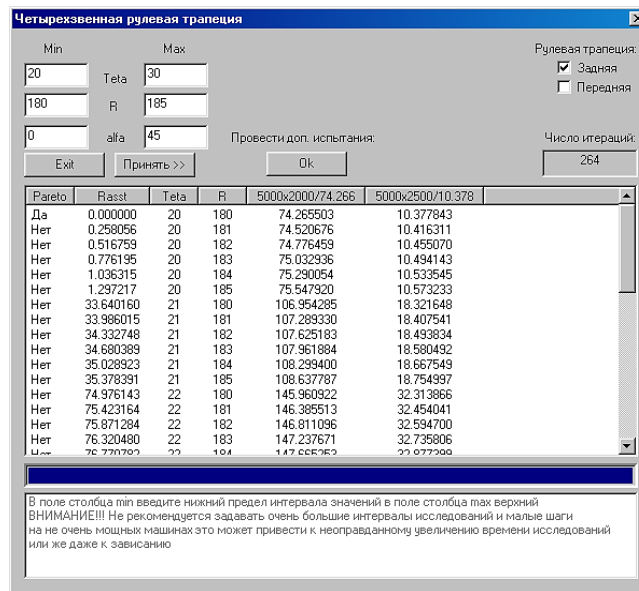 Четырехзвенная рулевая трапеция
Min Max Рулевая трапеция:
20 Teta 30 Задняя
Передняя
180 R 185
0 alfa 45 Провести доп. испытания: Число итераций:
Exit Принять >> Ok 264
Pareto Rasst Teta R 5000x2000/74.266 5000x2500/10.378
Да 0.000000 20 180 74.265503 10.377843
Нет 0.258056 20 181 74.520676 10.416311
Нет 0.516759 20 182 74.776459 10.455070
Нет 0.776195 20 183 75.032936 10.494143
Нет 1.036315 20 184 75.290054 10.533545
Нет 1.297217 20 185 75.547920 10.573233
Нет 33.640160 21 180 106.954285 18.321648
Нет 33.986015 21 181 107.289330 18.407541
Нет 34.332748 21 182 107.625183 18.493834
Нет 34.680389 21 183 107.961884 18.580492
Нет 35.028923 21 184 108.299400 18.667549
Нет 35.378391 21 185 108.637787 18.754997
Нет 74.976143 22 180 145.960922 32.313866
Нет 75.423164 22 181 146.385513 32.454041
Нет 75.871284 22 182 146.811096 32.594700
Нет 76.320480 22 183 147.237671 32.735806
Нет 76.770782 22 184 147.665253 32.877399
В поле столбца min введите нижний предел интервала значений в поле столбца max верхний
ВНИМАНИЕ!!! Не рекомендуется задавать очень большие интервалы исследований и малые шаги
на не очень мощных машинах это может привести к неоправданному увеличению времени исследований
или же даже к зависанию